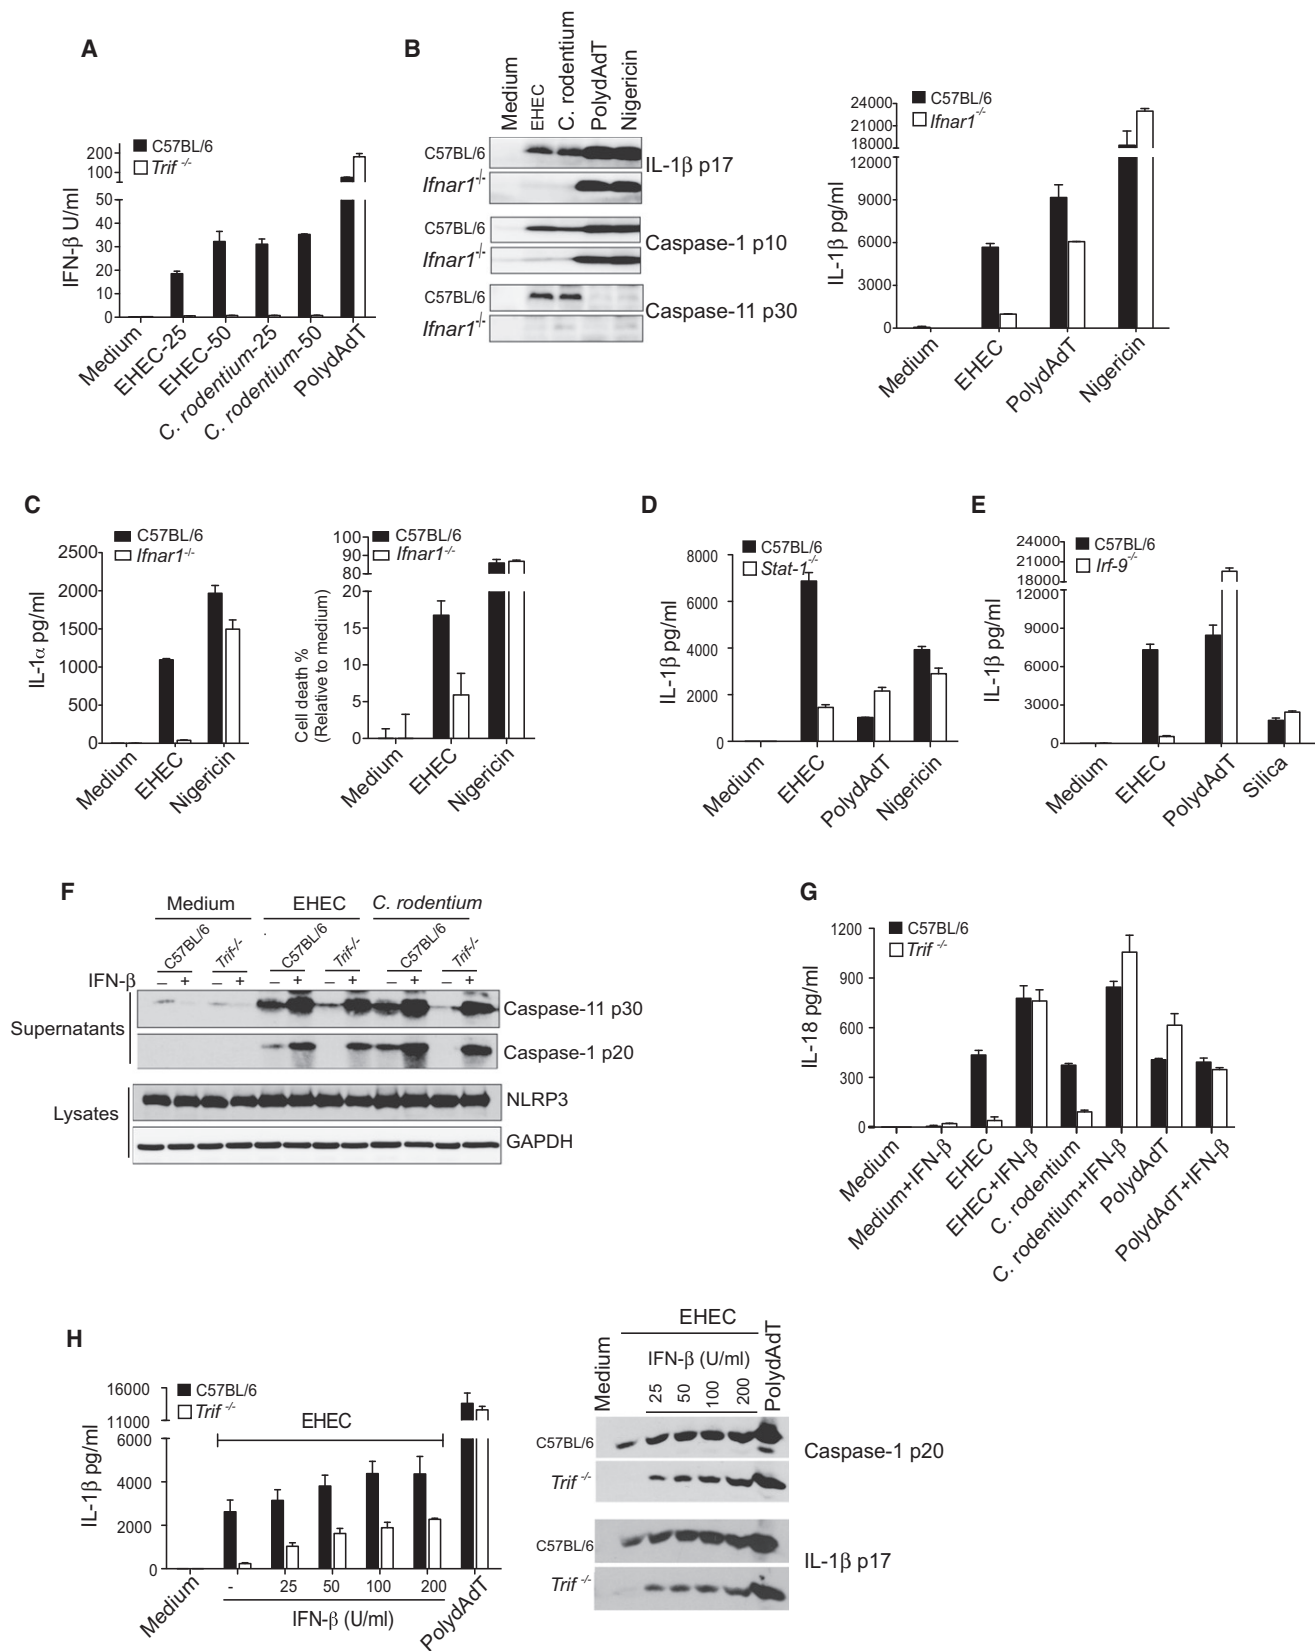 A
C57BL/6
Trif -/-
IFN-β U/ml
200
100
50
40
30
20
10
0
Medium
EHEC-25
EHEC-50
C. rodentium-25
C. rodentium-50
PolydAdT
B
Medium
EHEC
C. rodentium
PolydAdT
Nigericin
C57BL/6
Ifnar1-/-
IL-1β p17
C57BL/6
Ifnar1-/-
Caspase-1 p10
C57BL/6
Ifnar1-/-
Caspase-11 p30
C57BL/6
Ifnar1-/-
IL-1β pg/ml
24000
21000
18000
12000
9000
6000
3000
0
Medium
EHEC
PolydAdT
Nigericin
C
C57BL/6
Ifnar1-/-
IL-1α pg/ml
2500
2000
1500
1000
500
0
Medium
EHEC
Nigericin
C57BL/6
Ifnar1-/-
Cell death %
(Relative to medium)
100
90
80
20
15
10
5
0
Medium
EHEC
Nigericin
D
C57BL/6
Stat-1-/-
IL-1β pg/ml
8000
6000
4000
2000
0
Medium
EHEC
PolydAdT
Nigericin
E
C57BL/6
Irf-9-/-
IL-1β pg/ml
24000
21000
18000
12000
9000
6000
3000
0
Medium
EHEC
PolydAdT
Silica
F
Medium EHEC C. rodentium
C57BL/6 Trif-/- C57BL/6 Trif-/- C57BL/6 Trif-/-
IFN-β – + – + – + – + – + – +
Supernatants
Caspase-11 p30
Caspase-1 p20
Lysates
NLRP3
GAPDH
G
C57BL/6
Trif -/-
IL-18 pg/ml
1200
900
600
300
0
Medium
Medium+IFN-β
EHEC
EHEC+IFN-β
C. rodentium
C. rodentium+IFN-β
PolydAdT
PolydAdT+IFN-β
H
C57BL/6
Trif -/-
EHEC
IL-1β pg/ml
16000
11000
6000
4000
2000
0
Medium
- 25 50 100 200
IFN-β (U/ml)
PolydAdT
EHEC
Medium
IFN-β (U/ml)
25 50 100 200
PolydAdT
C57BL/6
Trif -/-
Caspase-1 p20
C57BL/6
Trif -/-
IL-1β p17